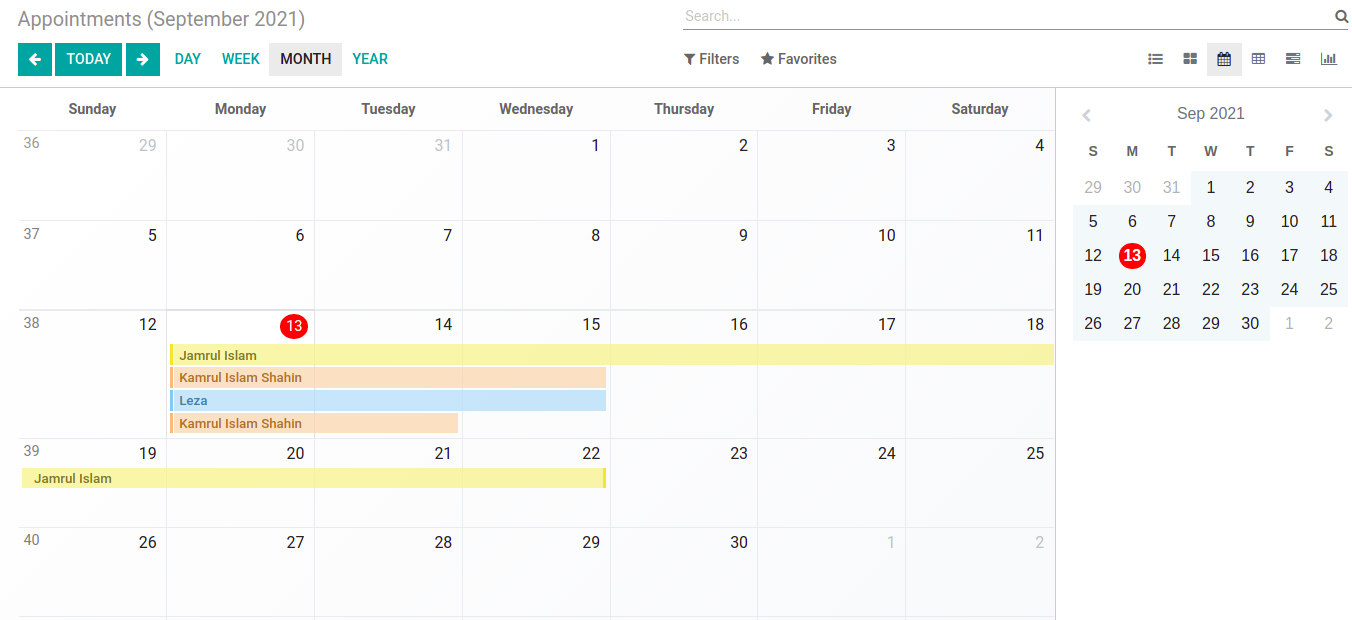 Appointments (September 2021)
Search...
TODAY DAY WEEK MONTH YEAR
Filters Favorites
Sunday Monday Tuesday Wednesday Thursday Friday Saturday
36 29 30 31 1 2 3 4
37 5 6 7 8 9 10 11
38 12 13 14 15 16 17 18
Jamrul Islam
Kamrul Islam Shahin
Leza
Kamrul Islam Shahin
39 19 20 21 22 23 24 25
Jamrul Islam
40 26 27 28 29 30 1 2
Sep 2021
S M T W T F S
29 30 31 1 2 3 4
5 6 7 8 9 10 11
12 13 14 15 16 17 18
19 20 21 22 23 24 25
26 27 28 29 30 1 2